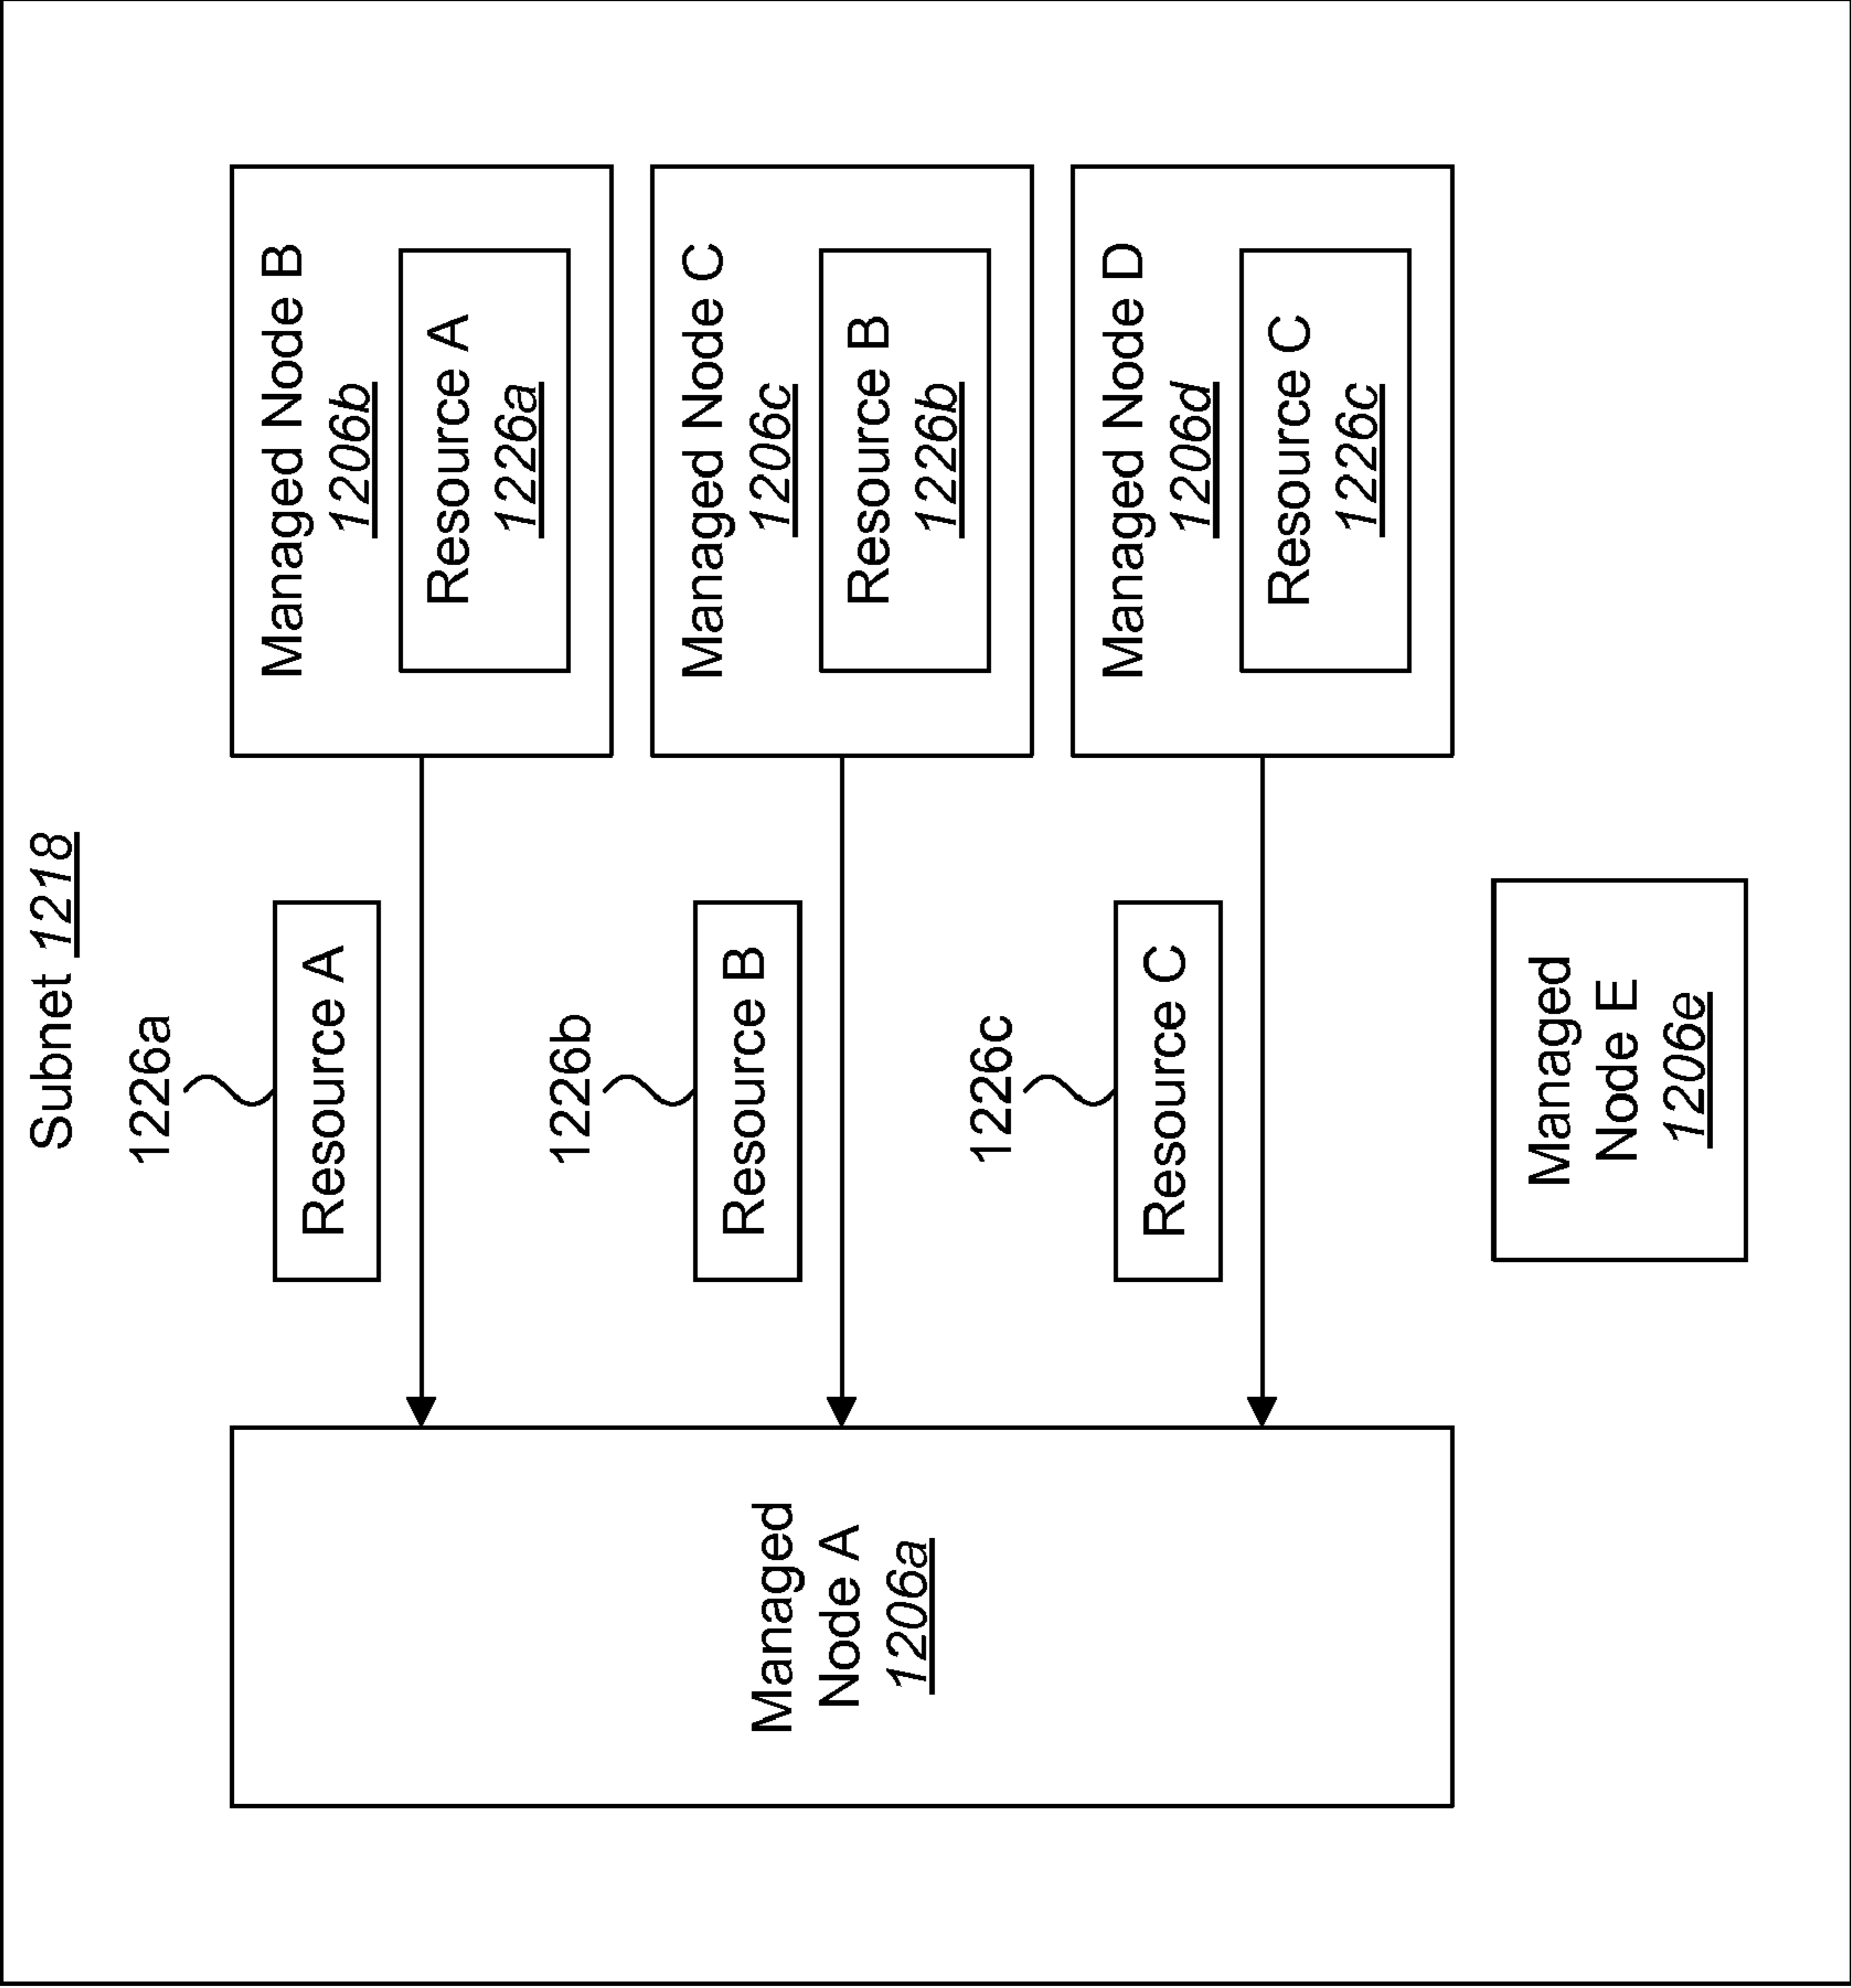 Subnet 1218
Managed
Node A
1206a
1226a
Resource A
Managed Node B
1206b
Resource A
1226a
1226b
Resource B
Managed Node C
1206c
Resource B
1226b
1226c
Resource C
Managed Node D
1206d
Resource C
1226c
Managed
Node E
1206e